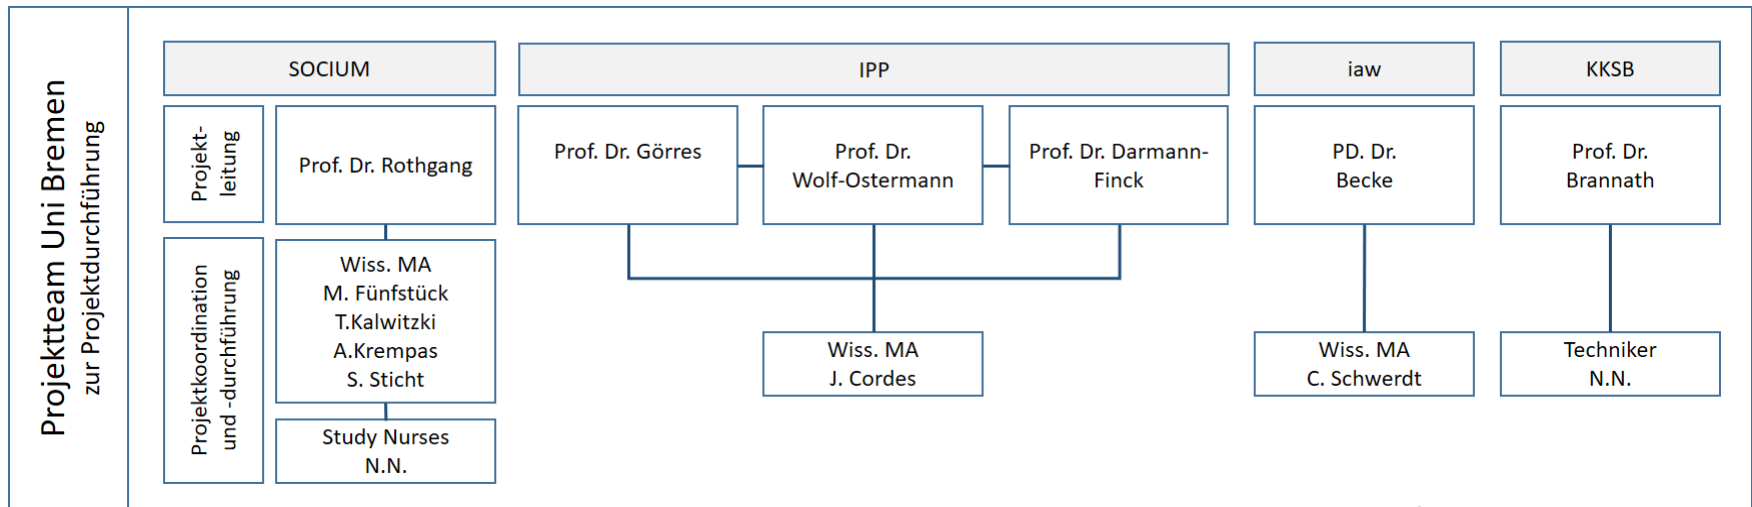 Projektteam Uni Bremen
zur Projektdurchführung
SOCIUM
IPP
iaw
KKSB
Projekt-
leitung
Prof. Dr. Rothgang
Prof. Dr. Görres
Prof. Dr.
Wolf-Ostermann
Prof. Dr. Darmann-
Finck
PD. Dr.
Becke
Prof. Dr.
Brannath
Projektkoordination
und -durchführung
Wiss. MA
M. Fünfstück
T.Kalwitzki
A.Krempas
S. Sticht
Study Nurses
N.N.
Wiss. MA
J. Cordes
Wiss. MA
C. Schwerdt
Techniker
N.N.